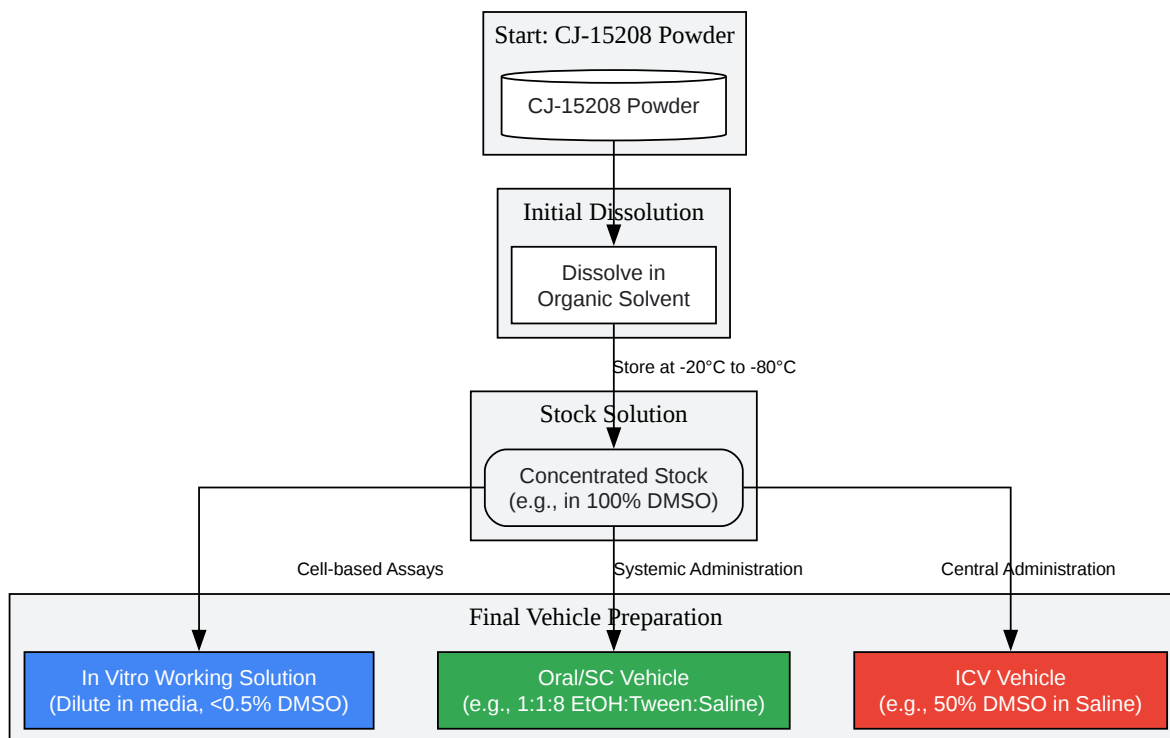 Start: CJ-15208 Powder
CJ-15208 Powder
Initial Dissolution
Dissolve in
Organic Solvent
Store at -20°C to -80°C
Stock Solution
Concentrated Stock
(e.g., in 100% DMSO)
Cell-based Assays
Systemic Administration
Central Administration
Final Vehicle Preparation
In Vitro Working Solution
(Dilute in media, <0.5% DMSO)
Oral/SC Vehicle
(e.g., 1:1:8 EtOH:Tween:Saline)
ICV Vehicle
(e.g., 50% DMSO in Saline)